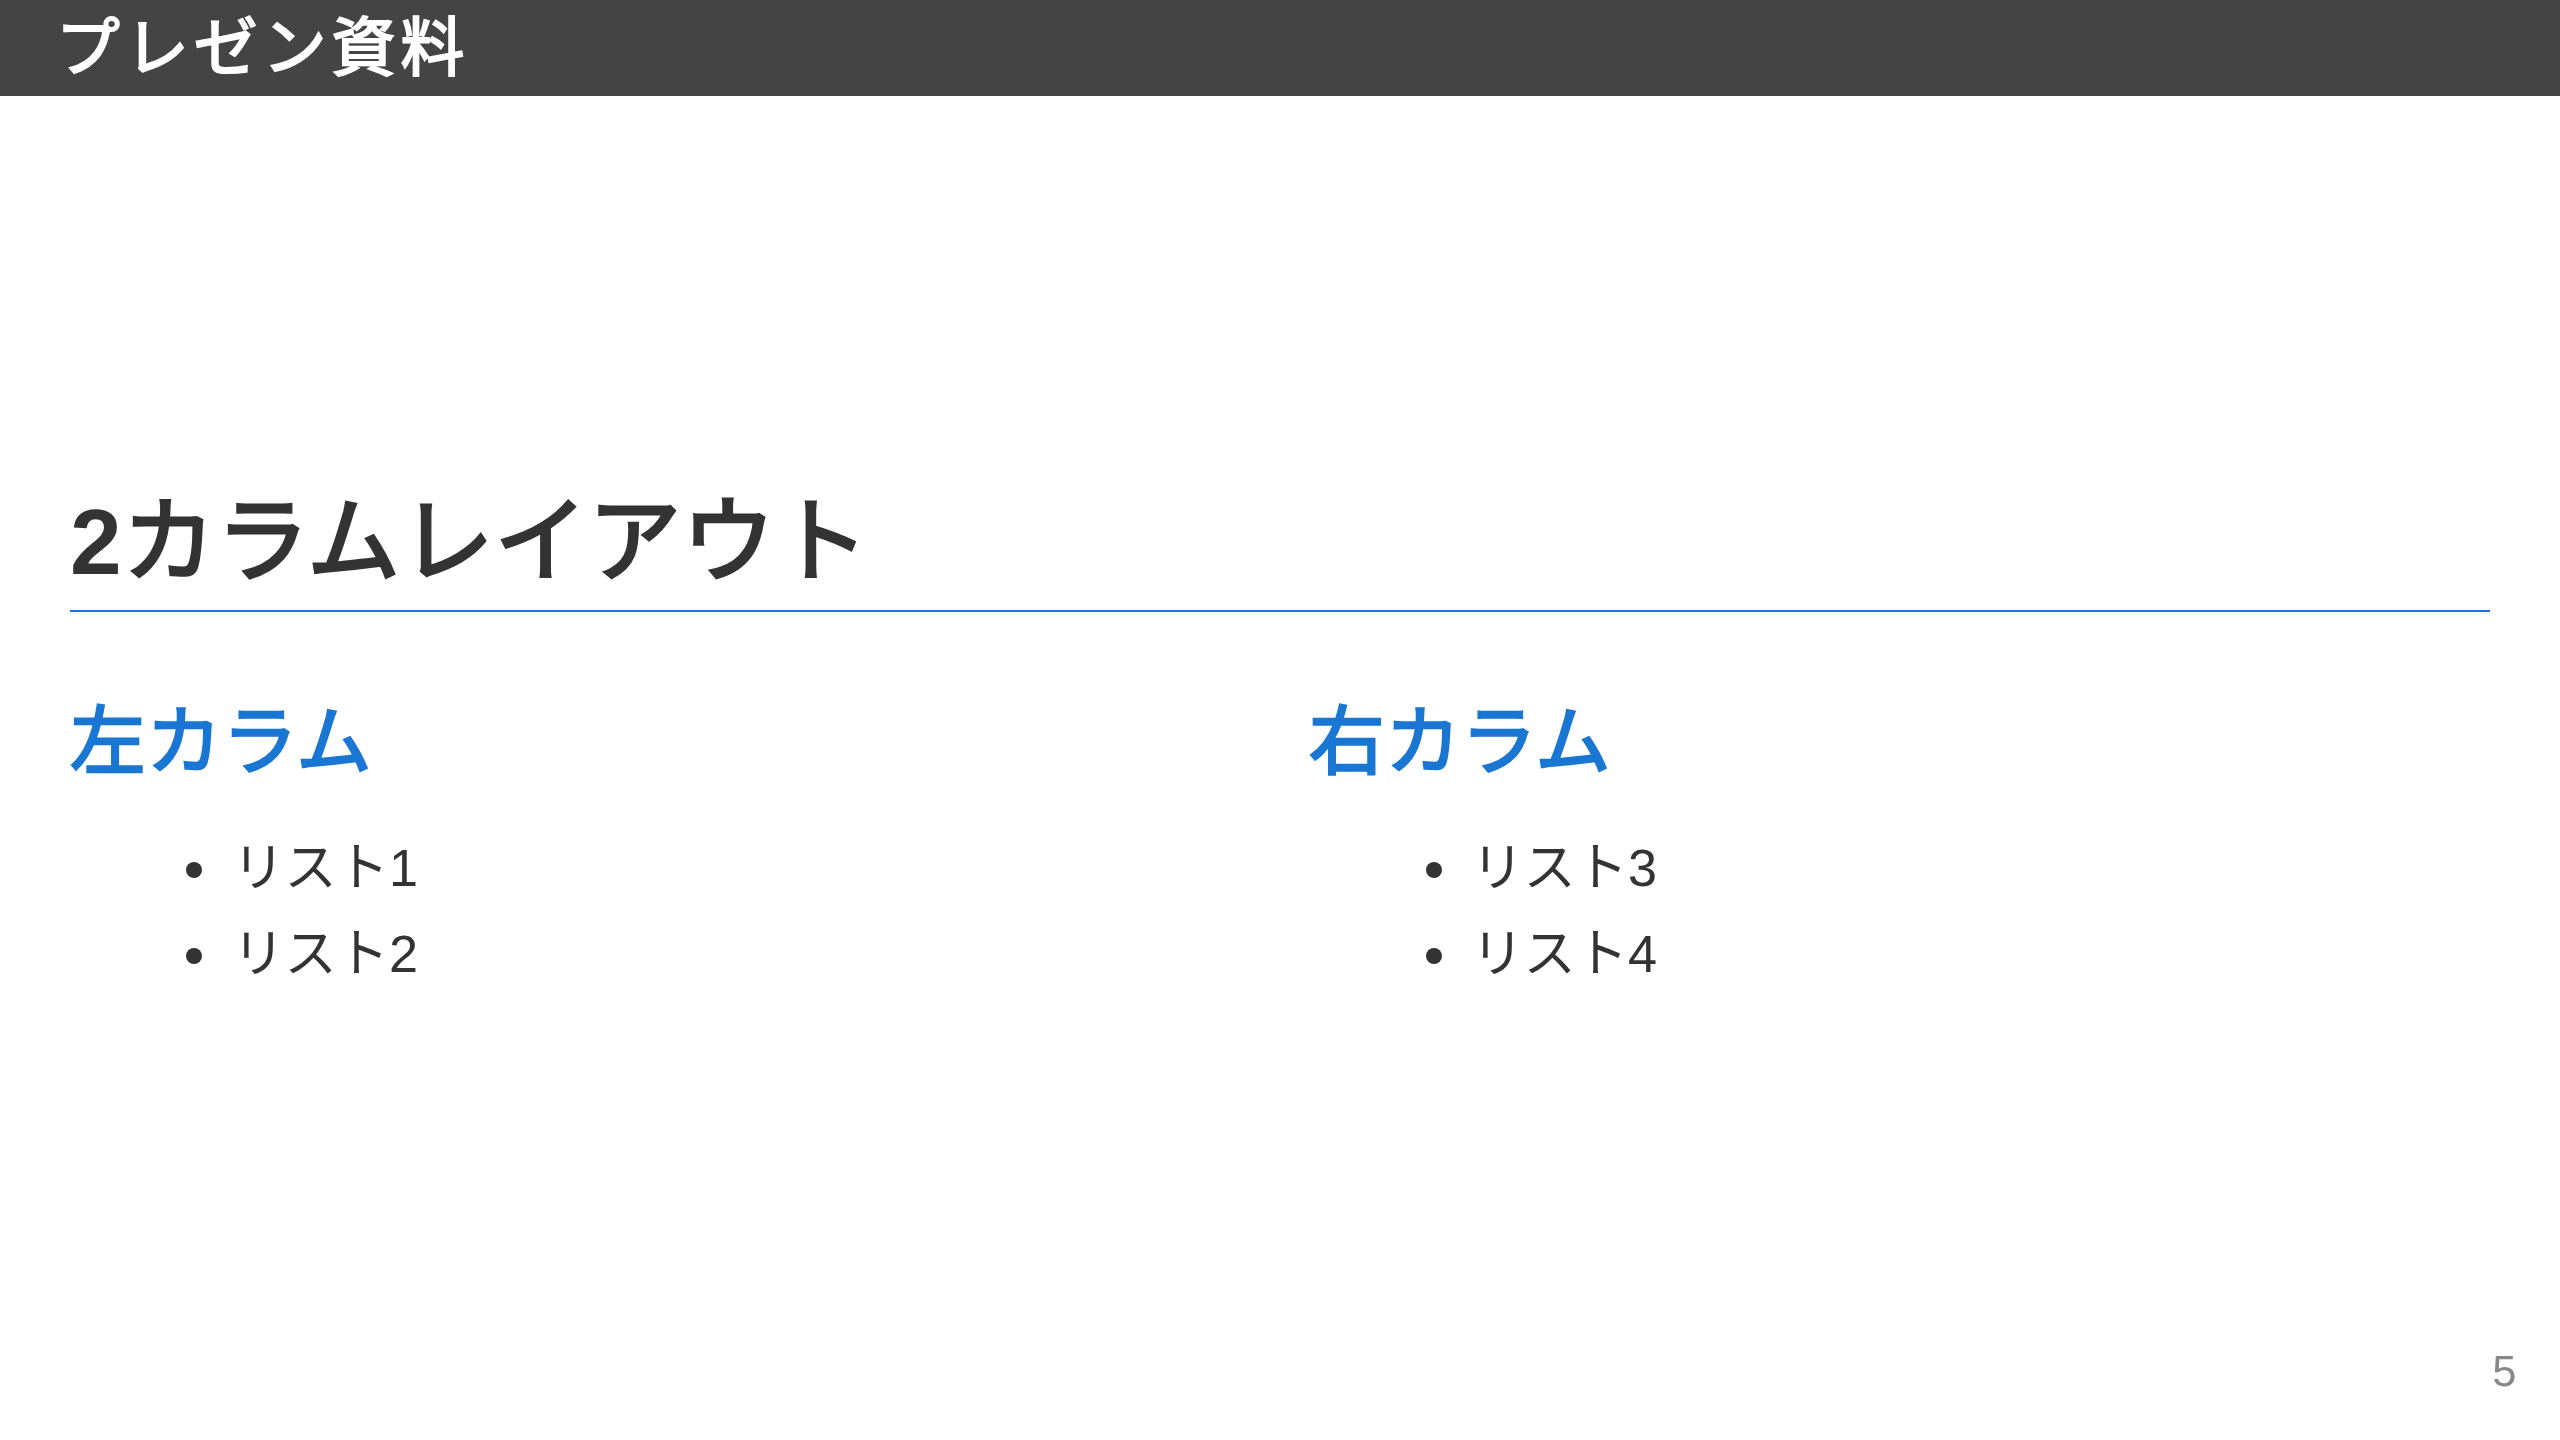 プレゼン資料
2カラムレイアウト
左カラム
• リスト1
• リスト2
右カラム
• リスト3
• リスト4
5